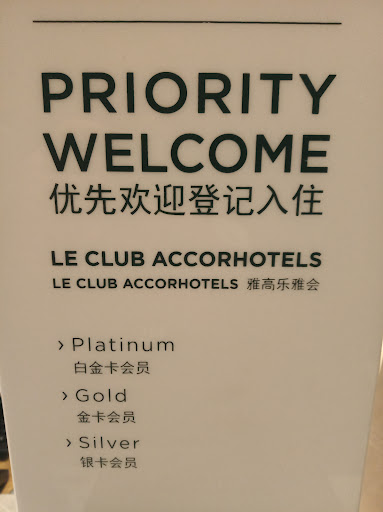 PRIORITY
WELCOME
优先欢迎登记入住
LE CLUB ACCORHOTELS
LE CLUB ACCORHOTELS 雅高乐雅会
› Platinum
白金卡会员
› Gold
金卡会员
› Silver
银卡会员